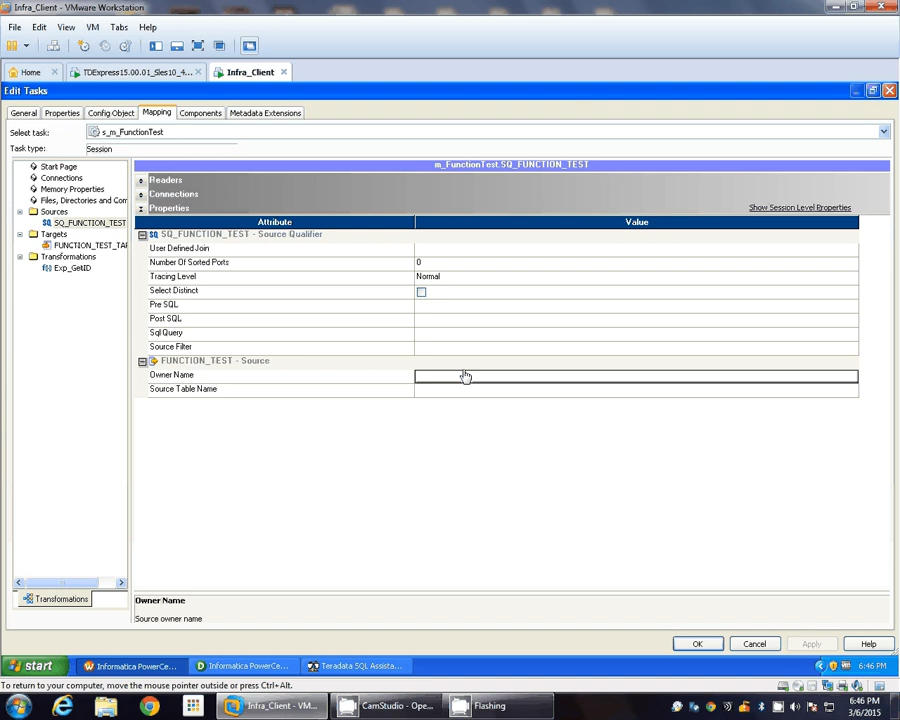 Infra_Client - VMware Workstation
File Edit View VM Tabs Help
Home TDExpress15.00.01_Sles10_4... Infra_Client
Edit Tasks
General Properties Config Object Mapping Components Metadata Extensions
Select task: s_m_FunctionTest
Task type: Session
Start Page
Connections
Memory Properties
Files, Directories and Com
Sources
SQ_FUNCTION_TEST
Targets
FUNCTION_TEST_TAR
Transformations
Exp_GetID
Transformations
m_FunctionTest.SQ_FUNCTION_TEST
Readers
Connections
Properties Show Session Level Properties
Attribute Value
SQ_FUNCTION_TEST - Source Qualifier
User Defined Join
Number Of Sorted Ports 0
Tracing Level Normal
Select Distinct
Pre SQL
Post SQL
Sql Query
Source Filter
FUNCTION_TEST - Source
Owner Name
Source Table Name
Owner Name
Source owner name
OK Cancel Apply Help
start Informatica PowerCe... Informatica PowerCe... Teradata SQL Assista... 6:46 PM
To return to your computer, move the mouse pointer outside or press Ctrl+Alt.
Infra_Client - VM... CamStudio - Ope... Flashing 6:46 PM
3/6/2015